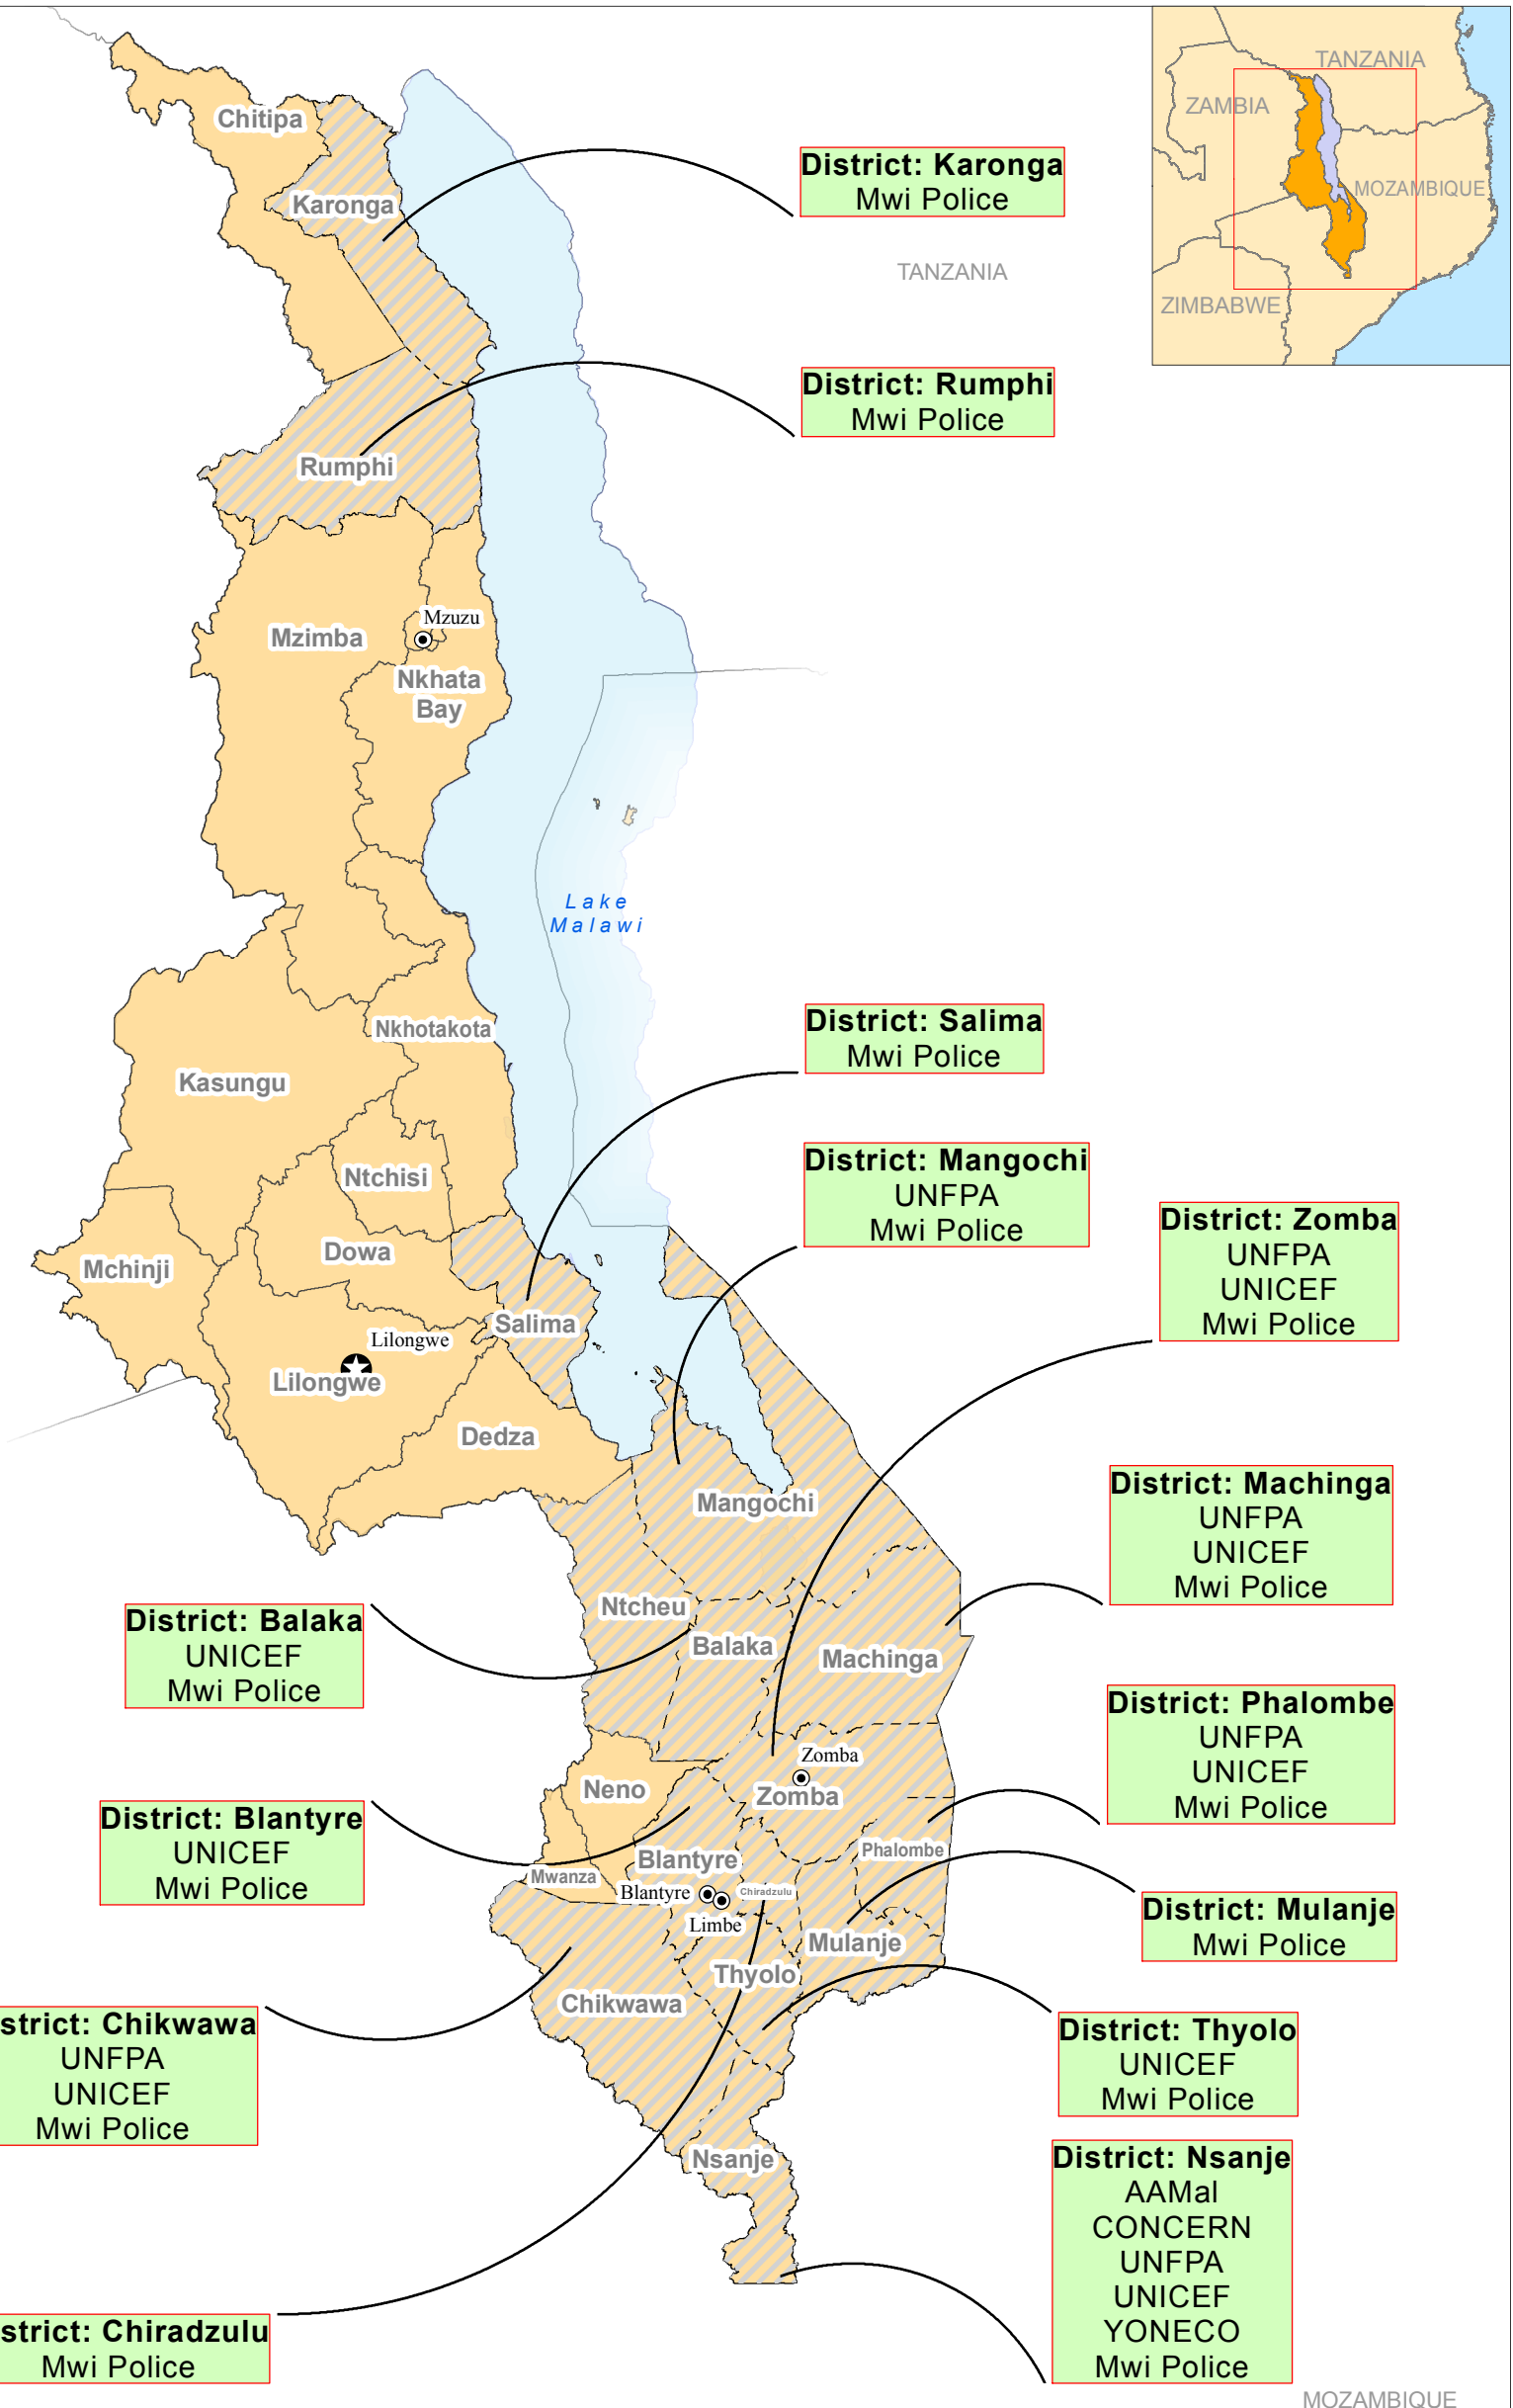 TANZANIA
ZAMBIA
MOZAMBIQUE
ZIMBABWE
Chitipa
Karonga
District: Karonga
Mwi Police
TANZANIA
District: Rumphi
Mwi Police
Rumphi
Mzuzu
Mzimba
Nkhata
Bay
Lake
Malawi
Nkhotakota
Kasungu
District: Salima
Mwi Police
Ntchisi
Dowa
Mchinji
Salima
Lilongwe
Lilongwe
Dedza
District: Mangochi
UNFPA
Mwi Police
District: Zomba
UNFPA
UNICEF
Mwi Police
Mangochi
District: Machinga
UNFPA
UNICEF
Mwi Police
Ntcheu
Balaka
Machinga
District: Balaka
UNICEF
Mwi Police
District: Phalombe
UNFPA
UNICEF
Mwi Police
Zomba
Zomba
Neno
District: Blantyre
UNICEF
Mwi Police
Blantyre
Phalombe
Mwanza
Blantyre
Chiradzulu
Limbe
Mulanje
District: Mulanje
Mwi Police
Thyolo
Chikwawa
strict: Chikwawa
UNFPA
UNICEF
Mwi Police
District: Thyolo
UNICEF
Mwi Police
Nsanje
District: Nsanje
AAMal
CONCERN
UNFPA
UNICEF
YONECO
Mwi Police
strict: Chiradzulu
Mwi Police
MOZAMBIQUE